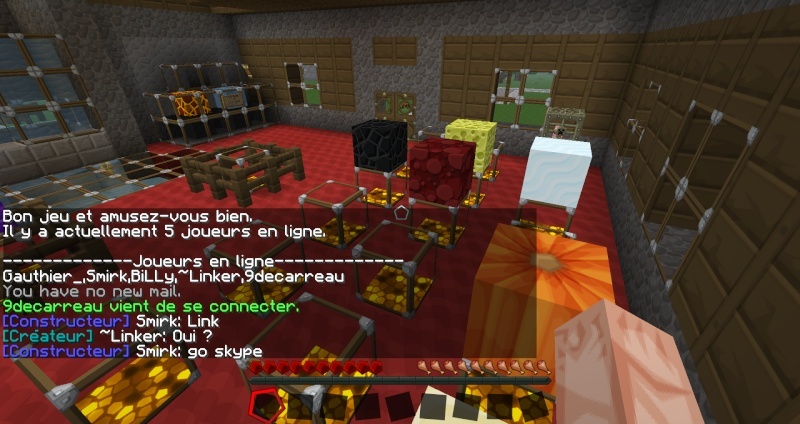 Bon jeu et amusez-vous bien.
Il y a actuellement 5 joueurs en ligne.
-------------Joueurs en ligne-------------
Gauthier_,Smirk,BiLLy,~Linker,9decarreau
You have no new mail.
9decarreau vient de se connecter.
[Constructeur] Smirk: Link
[Créateur] ~Linker: Oui ?
[Constructeur] Smirk: go skype